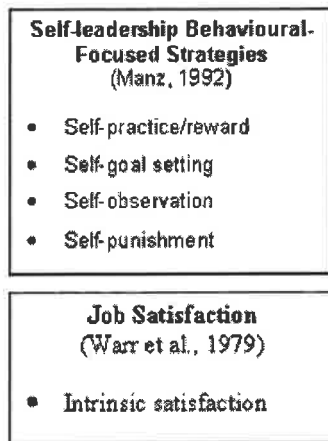 Self-leadership Behavioural-
Focused Strategies
(Manz, 1992)
• Self-practice/reward
• Self-goal setting
• Self-observation
• Self-punishment
Job Satisfaction
(Warr et al., 1979)
• Intrinsic satisfaction